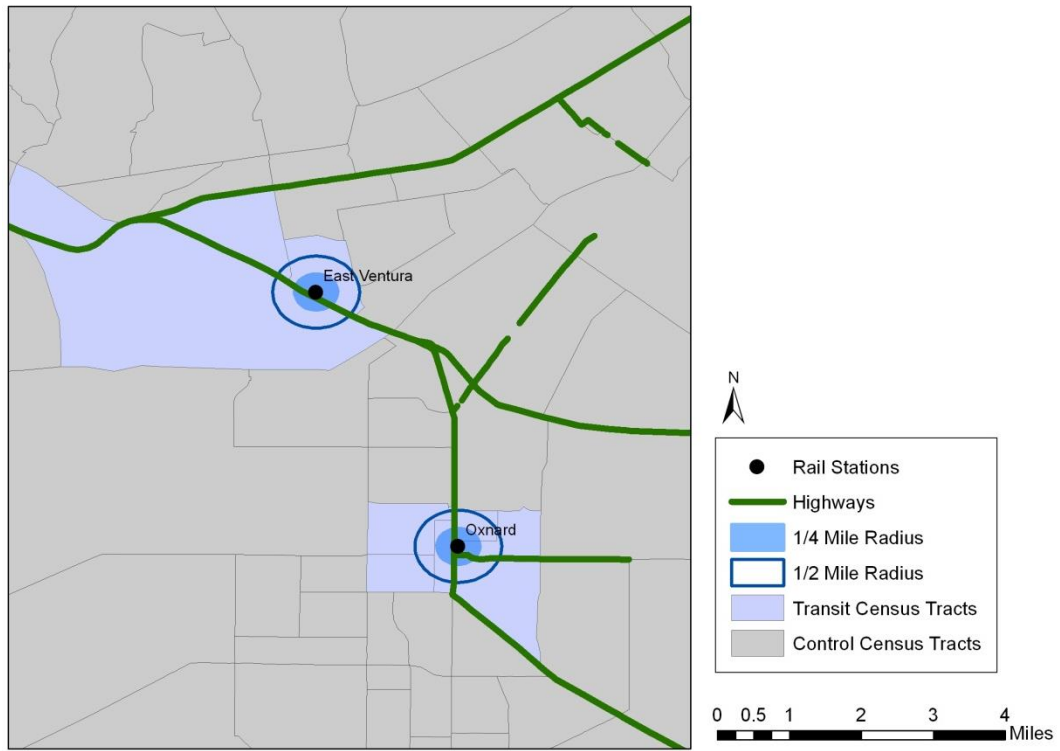 East Ventura
Oxnard
N
Rail Stations
Highways
1/4 Mile Radius
1/2 Mile Radius
Transit Census Tracts
Control Census Tracts
0 0.5 1 2 3 4
Miles